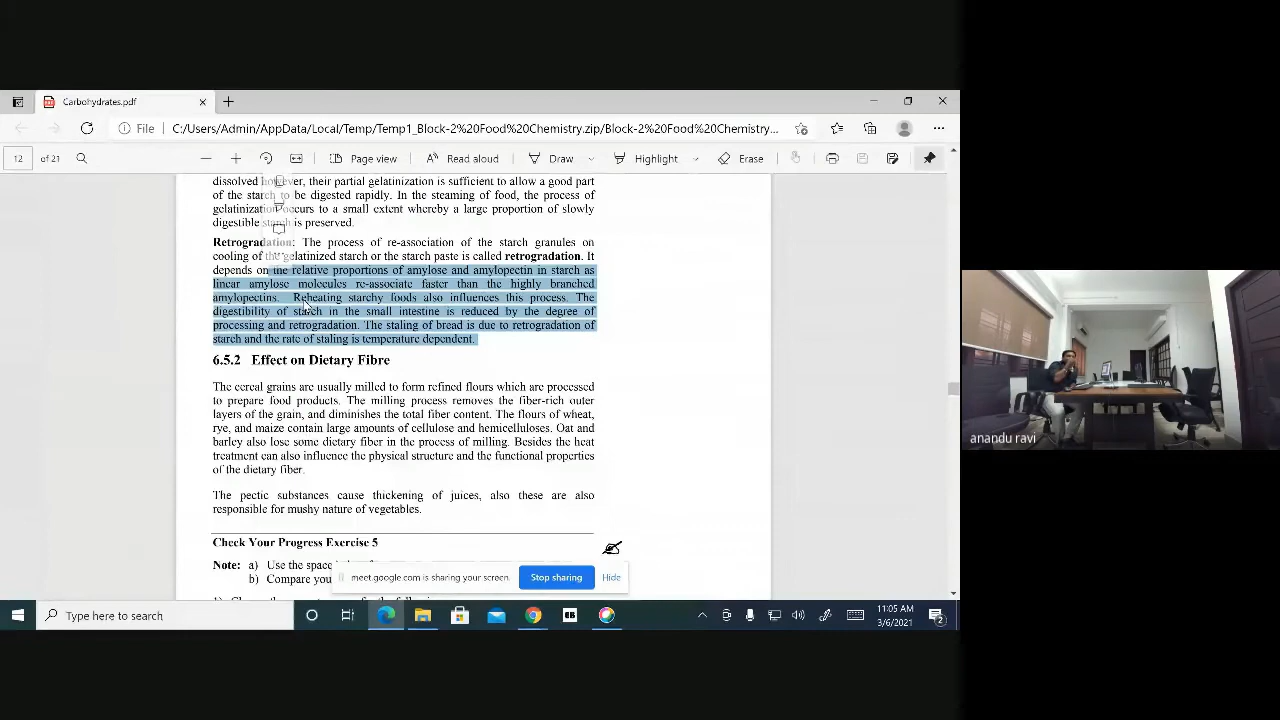 Carbohydrates.pdf
File
C:/Users/Admin/AppData/Local/Temp/Temp1_Block-2%20Food%20Chemistry.zip/Block-2%20Food%20Chemistry...
12 of 21
Page view
Read aloud
Draw
Highlight
Erase
dissolved however, their partial gelatinization is sufficient to allow a good part
of the starch to be digested rapidly. In the steaming of food, the process of
gelatinization occurs to a small extent whereby a large proportion of slowly
digestible starch is preserved.
Retrogradation: The process of re-association of the starch granules on
cooling of the gelatinized starch or the starch paste is called retrogradation. It
depends on the relative proportions of amylose and amylopectin in starch as
linear amylose molecules re-associate faster than the highly branched
amylopectins. Reheating starchy foods also influences this process. The
digestibility of starch in the small intestine is reduced by the degree of
processing and retrogradation. The staling of bread is due to retrogradation of
starch and the rate of staling is temperature dependent.
6.5.2 Effect on Dietary Fibre
The cereal grains are usually milled to form refined flours which are processed
to prepare food products. The milling process removes the fiber-rich outer
layers of the grain, and diminishes the total fiber content. The flours of wheat,
rye, and maize contain large amounts of cellulose and hemicelluloses. Oat and
barley also lose some dietary fiber in the process of milling. Besides the heat
treatment can also influence the physical structure and the functional properties
of the dietary fiber.
The pectic substances cause thickening of juices, also these are also
responsible for mushy nature of vegetables.
Check Your Progress Exercise 5
Note: a) Use the space
b) Compare you
meet.google.com is sharing your screen.
Stop sharing
Hide
anandu ravi
Type here to search
11:05 AM
3/6/2021
2